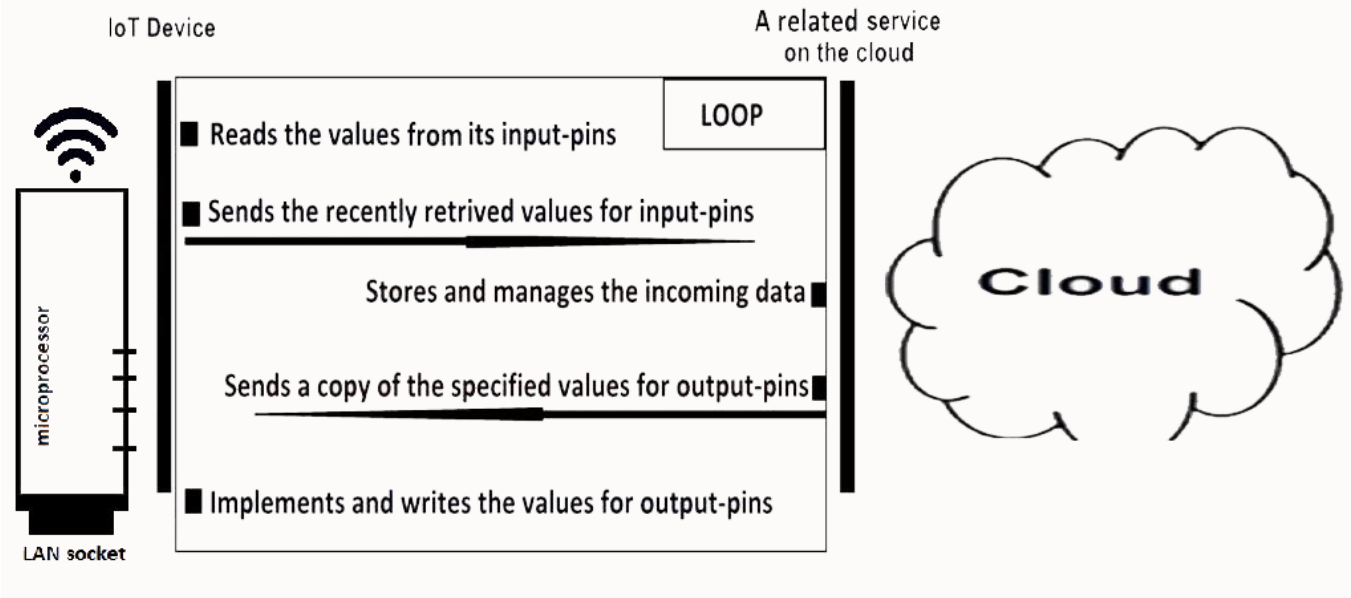 IoT Device
A related service
on the cloud
LOOP
Reads the values from its input-pins
Sends the recently retrived values for input-pins
Stores and manages the incoming data
Sends a copy of the specified values for output-pins
Implements and writes the values for output-pins
microprocessor
LAN socket
Cloud